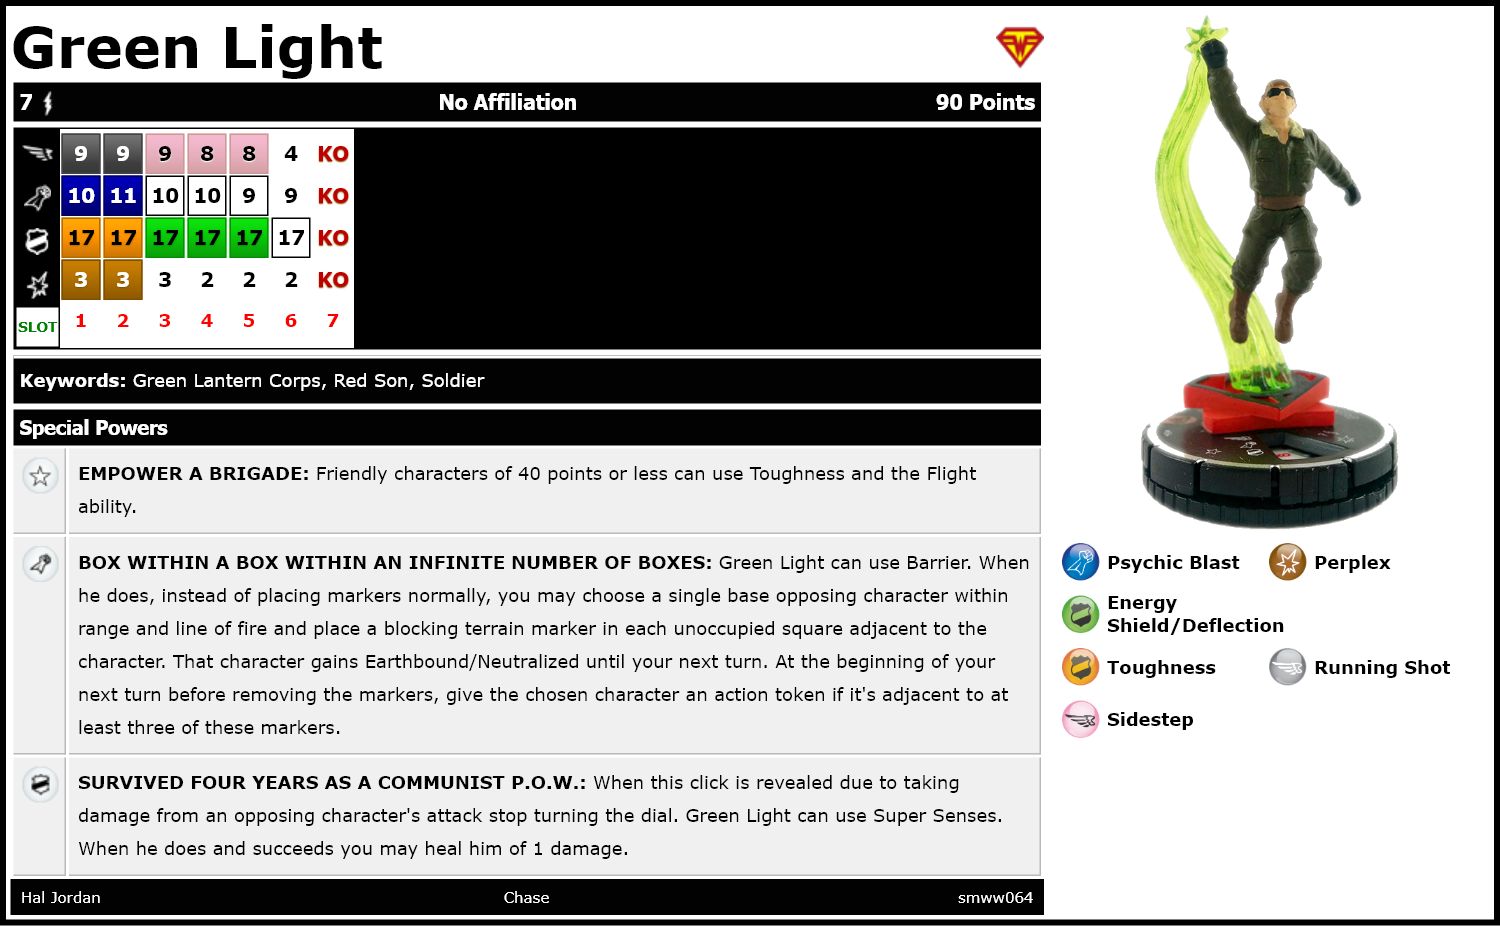 Green Light
7 No Affiliation 90 Points
9 9 9 8 8 4 KO
10 11 10 10 9 9 KO
17 17 17 17 17 17 KO
3 3 3 2 2 2 KO
SLOT 1 2 3 4 5 6 7
Keywords: Green Lantern Corps, Red Son, Soldier
Special Powers
EMPOWER A BRIGADE: Friendly characters of 40 points or less can use Toughness and the Flight
ability.
BOX WITHIN A BOX WITHIN AN INFINITE NUMBER OF BOXES: Green Light can use Barrier. When
he does, instead of placing markers normally, you may choose a single base opposing character within
range and line of fire and place a blocking terrain marker in each unoccupied square adjacent to the
character. That character gains Earthbound/Neutralized until your next turn. At the beginning of your
next turn before removing the markers, give the chosen character an action token if it's adjacent to at
least three of these markers.
SURVIVED FOUR YEARS AS A COMMUNIST P.O.W.: When this click is revealed due to taking
damage from an opposing character's attack stop turning the dial. Green Light can use Super Senses.
When he does and succeeds you may heal him of 1 damage.
Hal Jordan Chase smww064
Psychic Blast Perplex
Energy
Shield/Deflection
Toughness Running Shot
Sidestep